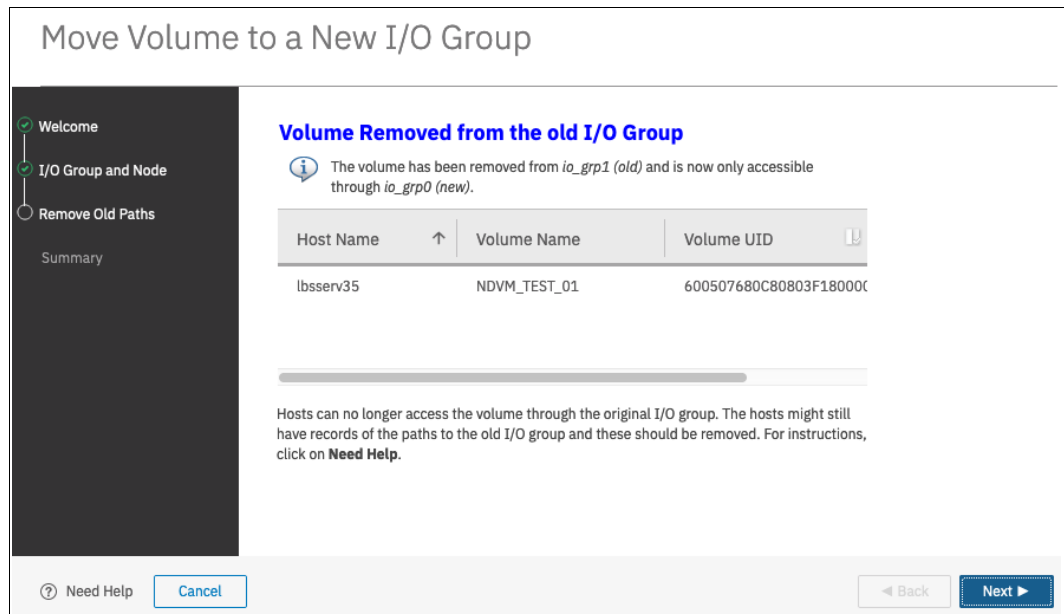 Move Volume to a New I/O Group
Welcome
I/O Group and Node
Remove Old Paths
Summary
Volume Removed from the old I/O Group
The volume has been removed from io_grp1 (old) and is now only accessible
through io_grp0 (new).
Host Name Volume Name Volume UID
lbsserv35 NDVM_TEST_01 600507680C80803F18000
Hosts can no longer access the volume through the original I/O group. The hosts might still
have records of the paths to the old I/O group and these should be removed. For instructions,
click on Need Help.
Need Help Cancel Back Next